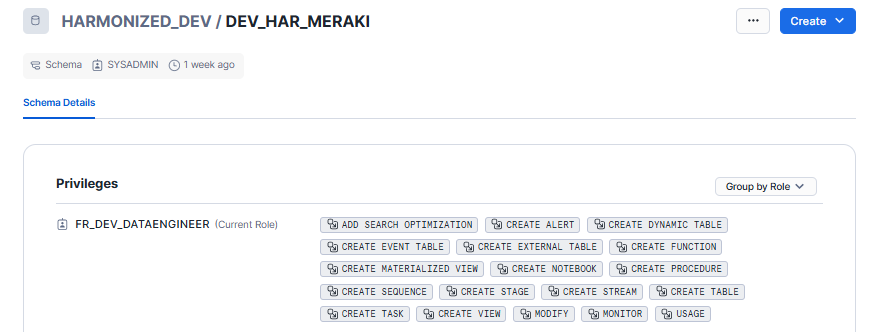 HARMONIZED_DEV / DEV_HAR_MERAKI
... Create
Schema SYSADMIN 1 week ago
Schema Details
Privileges Group by Role
FR_DEV_DATAENGINEER (Current Role) ADD SEARCH OPTIMIZATION CREATE ALERT CREATE DYNAMIC TABLE
CREATE EVENT TABLE CREATE EXTERNAL TABLE CREATE FUNCTION
CREATE MATERIALIZED VIEW CREATE NOTEBOOK CREATE PROCEDURE
CREATE SEQUENCE CREATE STAGE CREATE STREAM CREATE TABLE
CREATE TASK CREATE VIEW MODIFY MONITOR USAGE